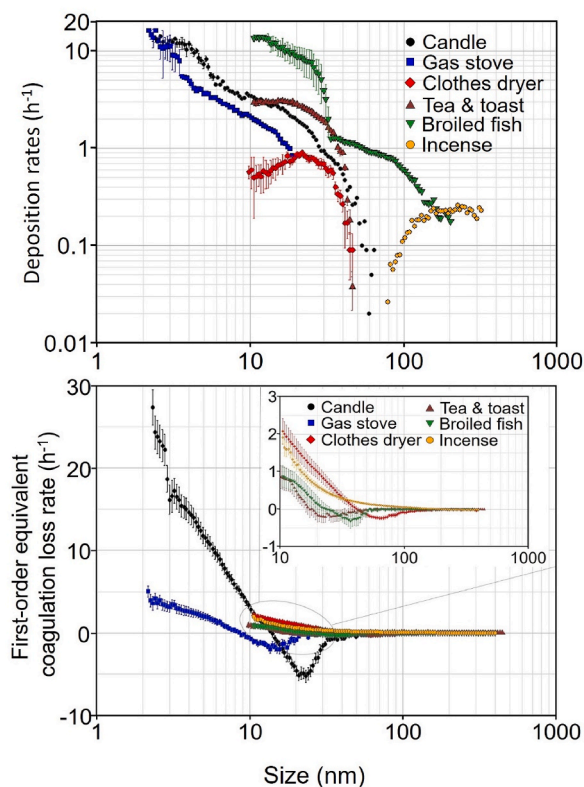 20
10
1
0.1
0.01
Deposition rates (h⁻¹)
Candle
Gas stove
Clothes dryer
Tea & toast
Broiled fish
Incense
1 10 100 1000
30
20
10
0
-10
First-order equivalent
coagulation loss rate (h⁻¹)
3
2
1
0
-1
Candle Tea & toast
Gas stove Broiled fish
Clothes dryer Incense
10 100 1000
1 10 100 1000
Size (nm)